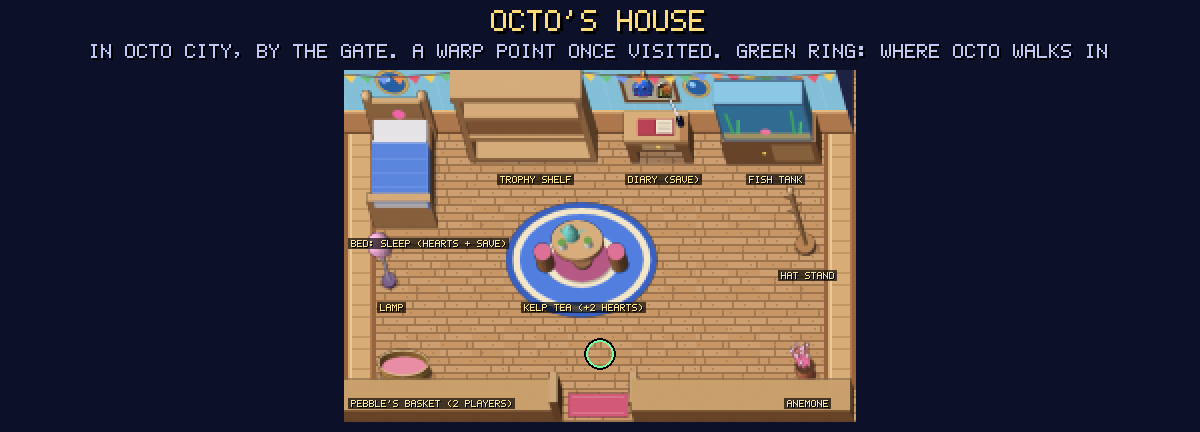 OCTO'S HOUSE
IN OCTO CITY, BY THE GATE. A WARP POINT ONCE VISITED. GREEN RING: WHERE OCTO WALKS IN
TROPHY SHELF
DIARY (SAVE)
FISH TANK
BED: SLEEP (HEARTS + SAVE)
HAT STAND
LAMP
KELP TEA (+2 HEARTS)
PEBBLE'S BASKET (2 PLAYERS)
ANEMONE